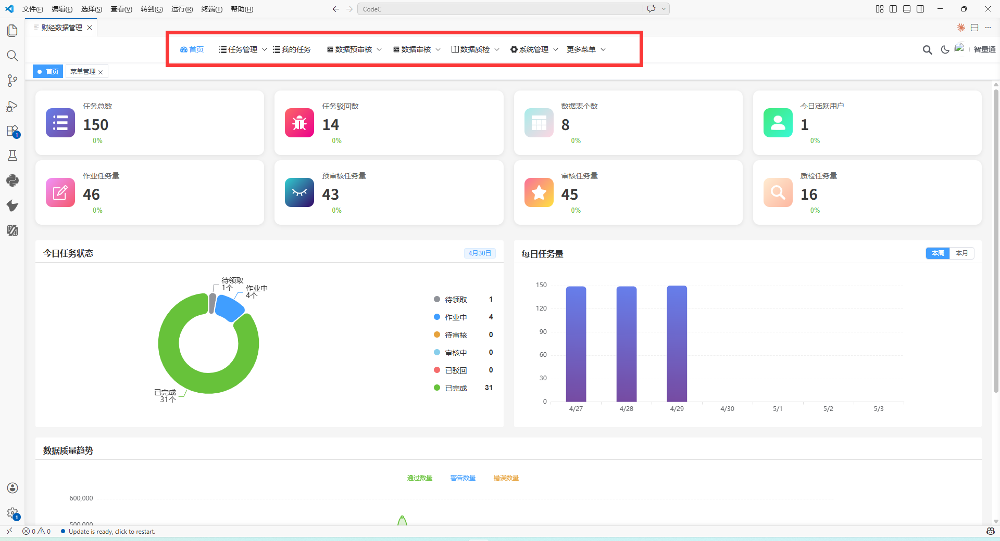 文件(F) 编辑(E) 选择(S) 查看(V) 转到(G) 运行(R) 终端(T) 帮助(H) CodeC
财经数据管理
首页 任务管理 我的任务 数据预审核 数据审核 数据质检 系统管理 更多菜单 智量通
首页 菜单管理
任务总数 任务驳回数 数据表个数 今日活跃用户
150 14 8 1
0% 0% 0% 0%
作业任务量 预审核任务量 审核任务量 质检任务量
46 43 45 16
0% 0% 0% 0%
今日任务状态 4月30日
待领取
1个
作业中
4个
已完成
31个
待领取 1
作业中 4
待审核 0
审核中 0
已驳回 0
已完成 31
每日任务量 本周 本月
150
120
90
60
30
0
4/27 4/28 4/29 4/30 5/1 5/2 5/3
数据质量趋势
通过数量 警告数量 错误数量
600,000
500,000
1
1
0 0 Update is ready, click to restart.